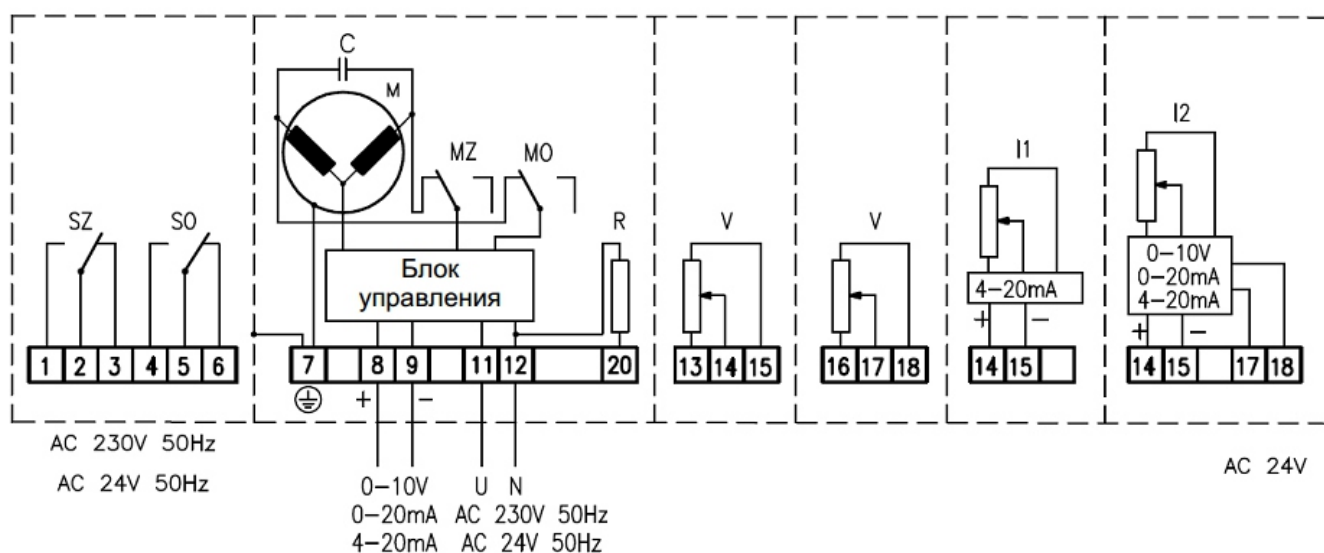 C
M
MZ MO
I1
I2
SZ SO
R
V
V
Блок
управления
4-20mA
0-10V
0-20mA
4-20mA
+ −
+ −
1 2 3 4 5 6
7 8 9 11 12 20
13 14 15
16 17 18
14 15
14 15 17 18
+ −
AC 230V 50Hz
AC 24V 50Hz
0-10V U N
0-20mA AC 230V 50Hz
4-20mA AC 24V 50Hz
AC 24V